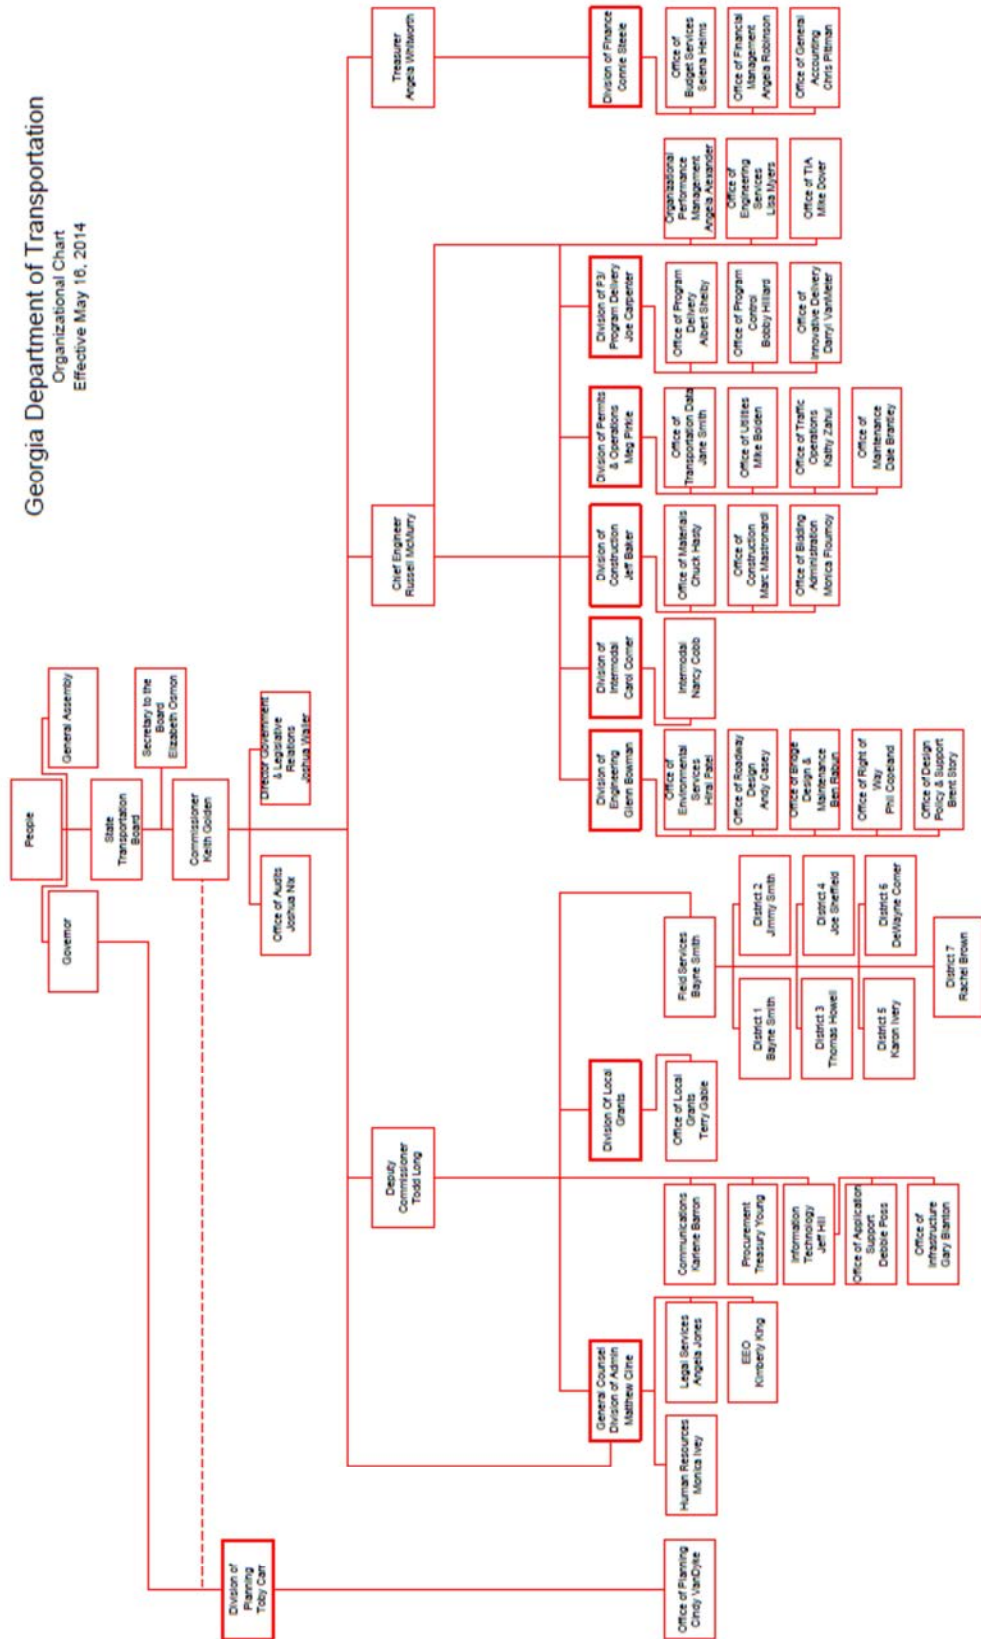 Georgia Department of Transportation
Organizational Chart
Effective May 16, 2014
People
Governor
General Assembly
State
Transportation
Board
Secretary to the
Board
Elizabeth Osmon
Commissioner
Keith Golden
Division of
Planning
Toby Carr
Office of Audits
Joshua Nix
Director Government
& Legislative
Relations
Joshua Waller
Deputy
Commissioner
Todd Long
Chief Engineer
Russell McMurry
Treasurer
Angela Whitworth
General Counsel
Division of Admin
Matthew Cline
Division Of Local
Grants
Field Services
Bayne Smith
Division of
Engineering
Glenn Bowman
Division of
Intermodal
Carol Comer
Division of
Construction
Jeff Baker
Division of Permits
& Operations
Meg Pirkle
Division of P3/
Program Delivery
Joe Carpenter
Division of Finance
Connie Steele
Office of Planning
Cindy VanDyke
Human Resources
Monica Ivey
Legal Services
Angela Jones
EEO
Kimberly King
Communications
Karlene Barron
Procurement
Treasury Young
Information
Technology
Jeff Hill
Office of Application
Support
Debbie Poss
Office of
Infrastructure
Gary Blanton
Office of Local
Grants
Terry Gable
District 1
Bayne Smith
District 2
Jimmy Smith
District 3
Thomas Howell
District 4
Joe Sheffield
District 5
Karon Ivery
District 6
DeWayne Comer
District 7
Rachel Brown
Office of
Environmental
Services
Hiral Patel
Office of Roadway
Design
Andy Casey
Office of Bridge
Design &
Maintenance
Ben Rabun
Office of Right of
Way
Phil Copeland
Office of Design
Policy & Support
Brent Story
Intermodal
Nancy Cobb
Office of Materials
Chuck Hasty
Office of
Construction
Marc Mastronardi
Office of Bidding
Administration
Monica Flournoy
Office of
Transportation Data
Jane Smith
Office of Utilities
Mike Bolden
Office of Traffic
Operations
Kathy Zahul
Office of
Maintenance
Dale Brantley
Office of Program
Delivery
Albert Shelby
Office of Program
Control
Bobby Hilliard
Office of
Innovative Delivery
Darryl VanMeter
Organizational
Performance
Management
Angela Alexander
Office of
Engineering
Services
Lisa Myers
Office of TIA
Mike Dover
Office of
Budget Services
Selena Helms
Office of Financial
Management
Angela Robinson
Office of General
Accounting
Chris Pittman